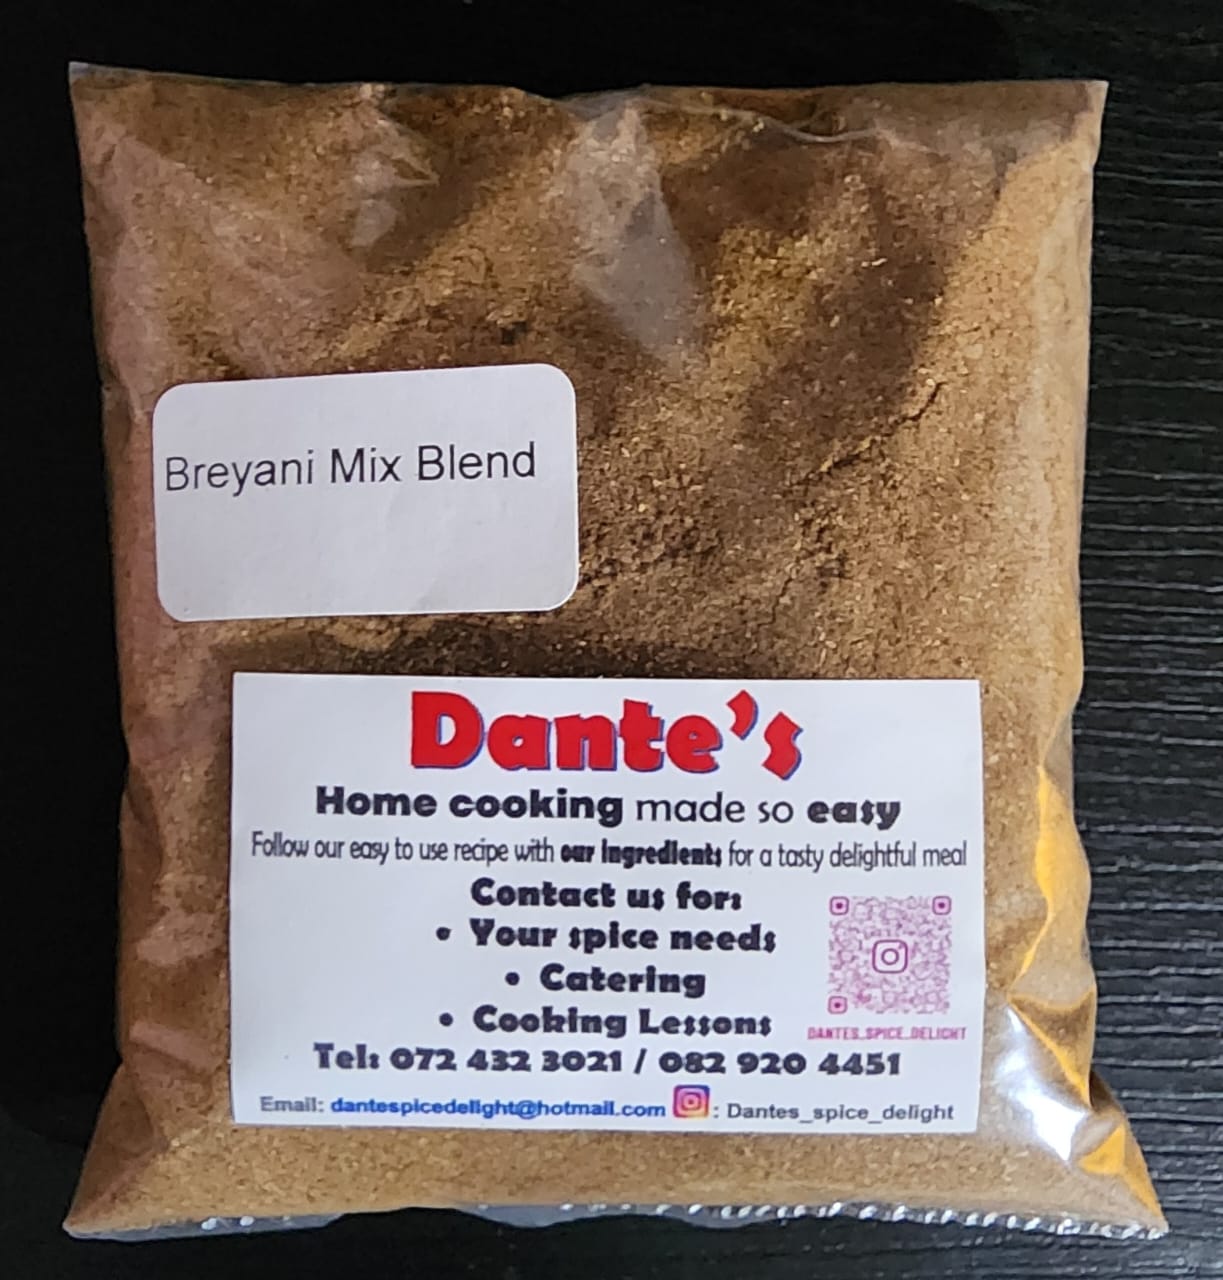 Breyani Mix Blend
Dante's
Home cooking made so easy
Follow our easy to use recipe with our ingredients for a tasty delightful meal
Contact us for:
• Your spice needs
• Catering
• Cooking Lessons
DANTES_SPICE_DELIGHT
Tel: 072 432 3021 / 082 920 4451
Email: dantespicedelight@hotmail.com : Dantes_spice_delight